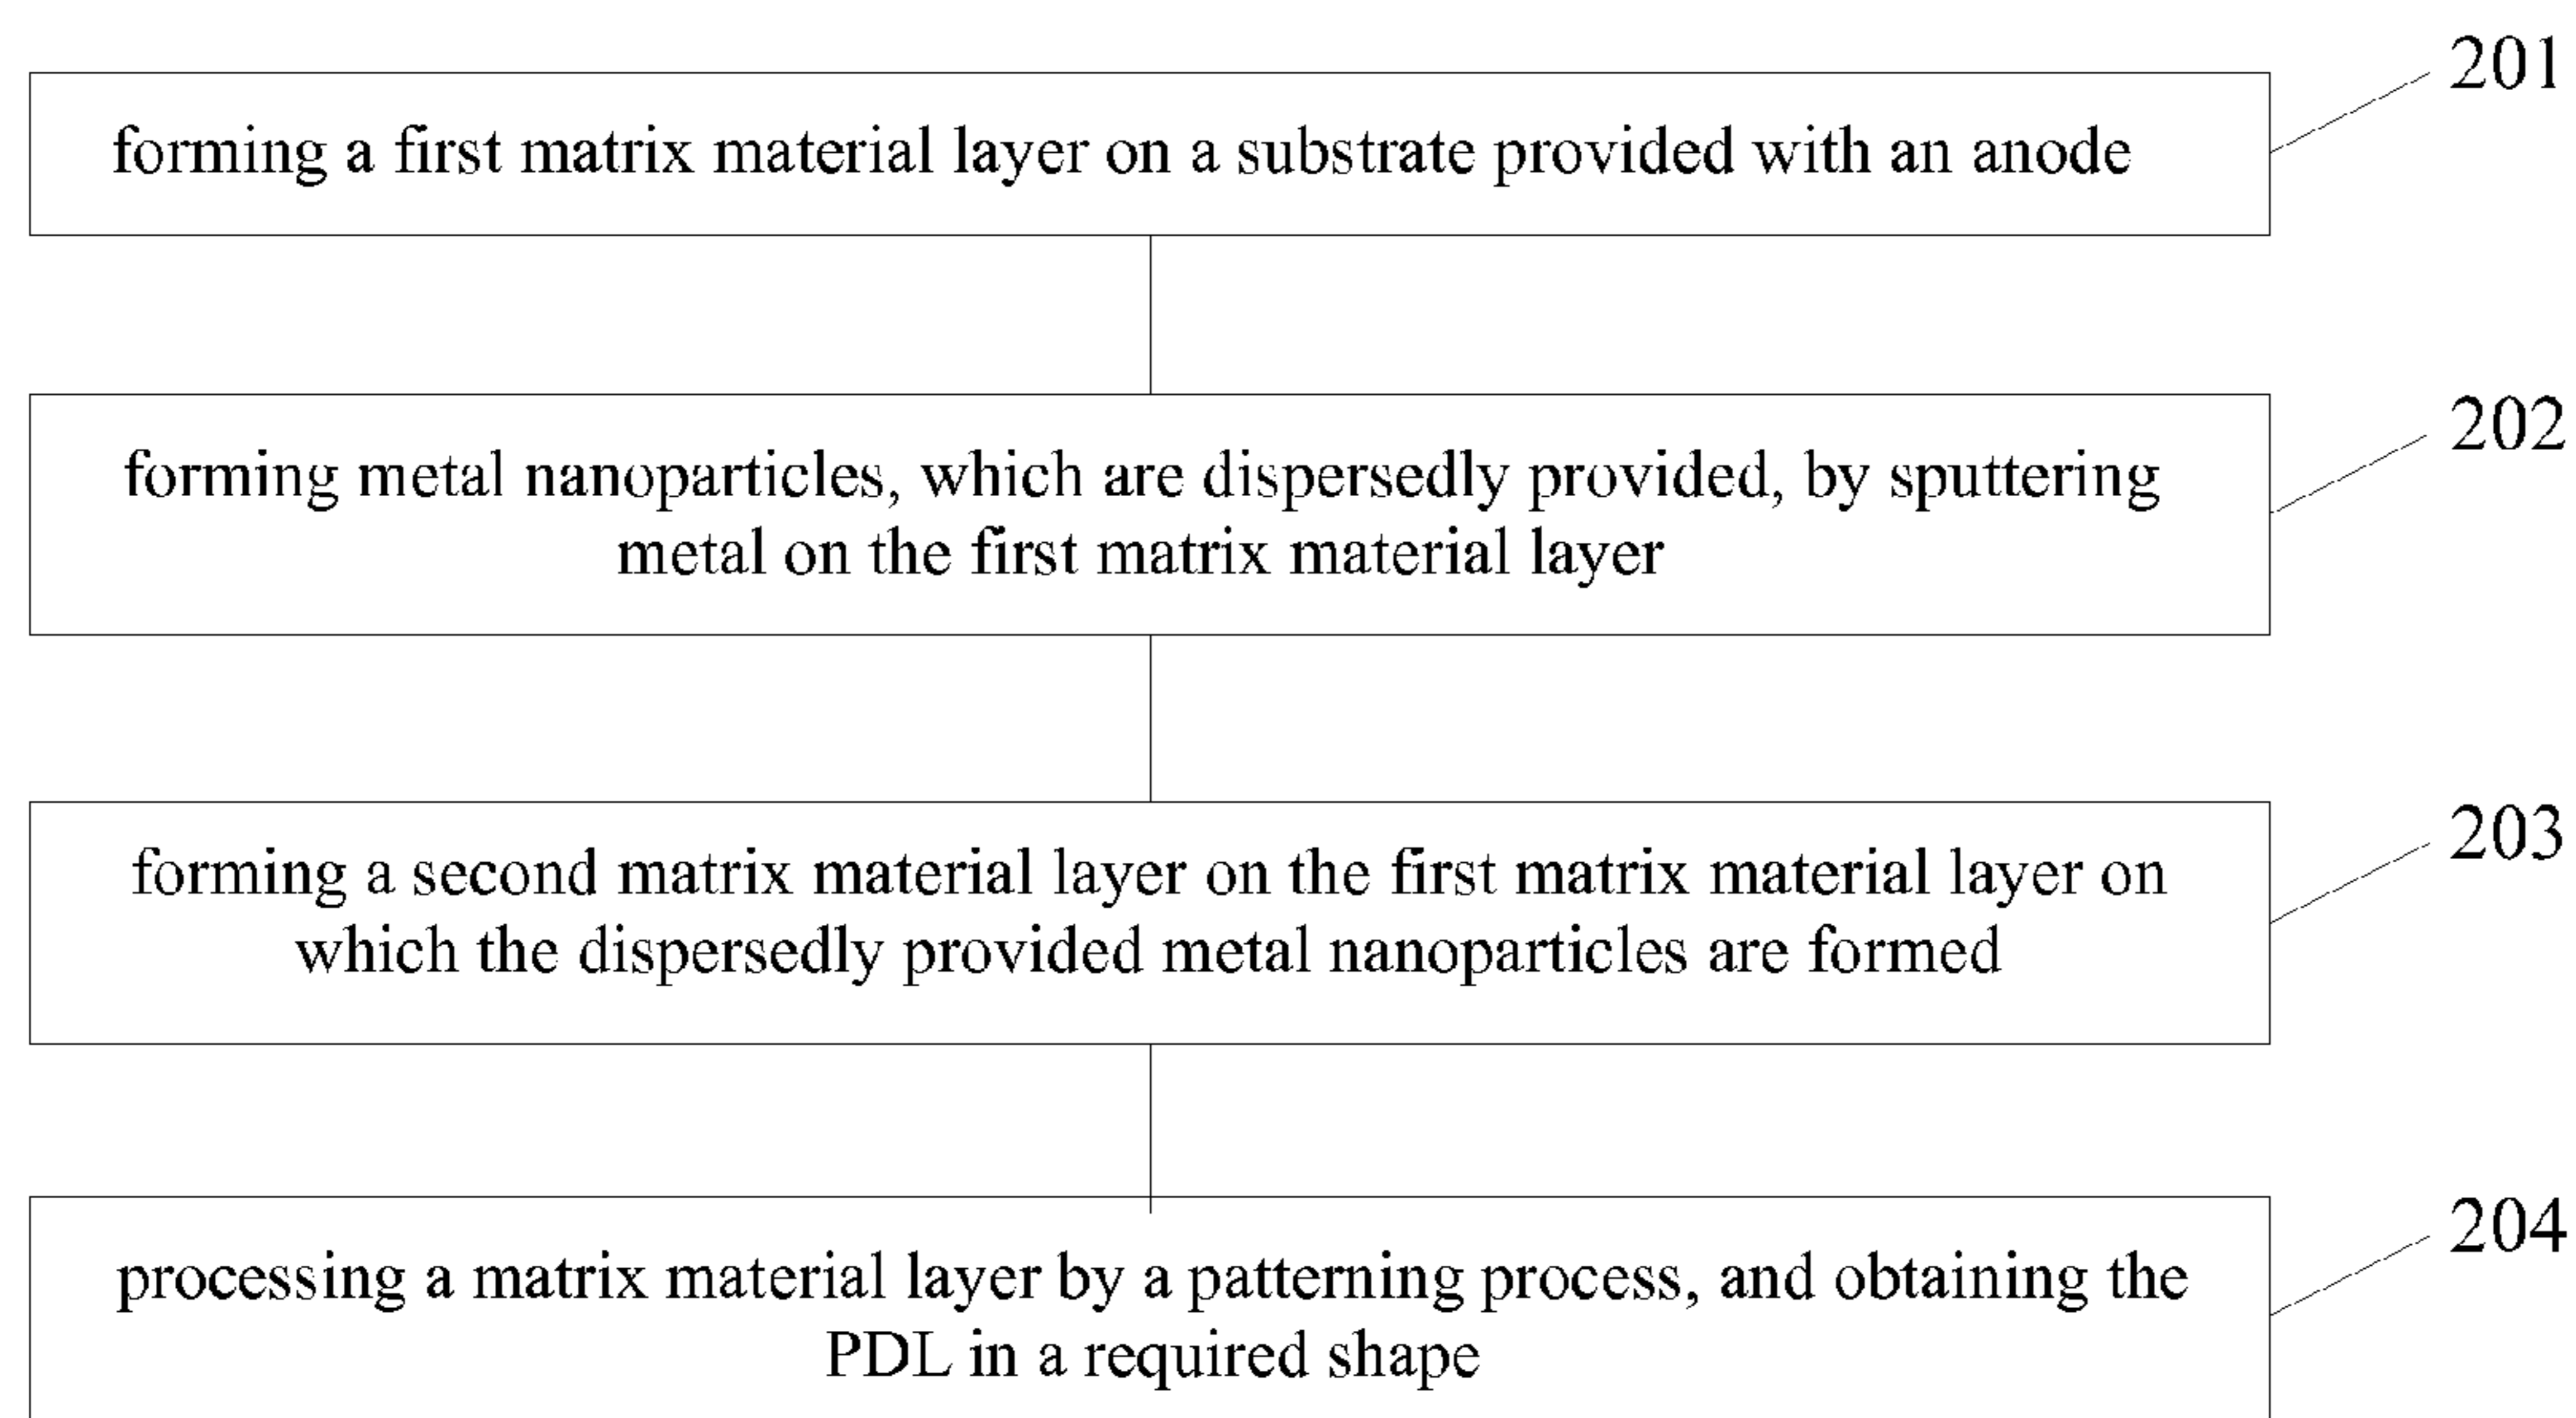 201
forming a first matrix material layer on a substrate provided with an anode
202
forming metal nanoparticles, which are dispersedly provided, by sputtering
metal on the first matrix material layer
203
forming a second matrix material layer on the first matrix material layer on
which the dispersedly provided metal nanoparticles are formed
204
processing a matrix material layer by a patterning process, and obtaining the
PDL in a required shape